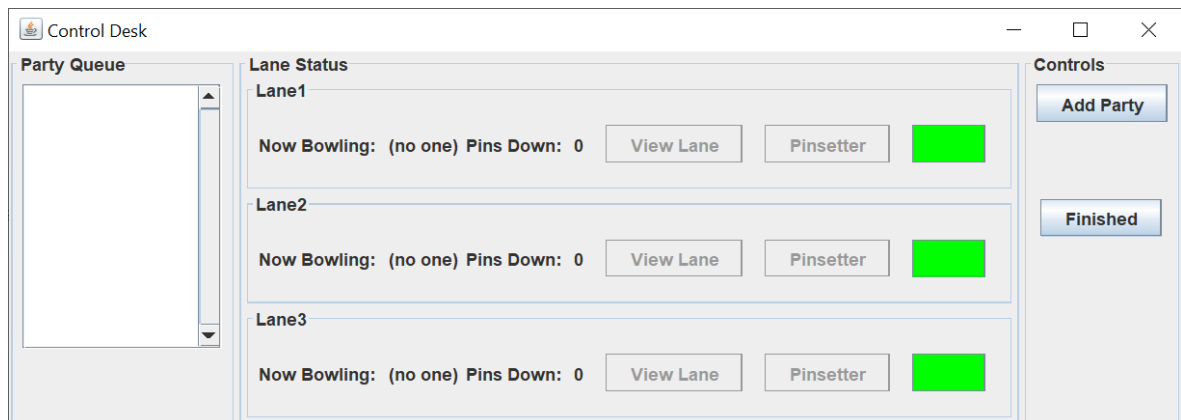 Control Desk
Party Queue
Lane Status
Lane1
Now Bowling: (no one) Pins Down: 0 View Lane Pinsetter
Lane2
Now Bowling: (no one) Pins Down: 0 View Lane Pinsetter
Lane3
Now Bowling: (no one) Pins Down: 0 View Lane Pinsetter
Controls
Add Party
Finished